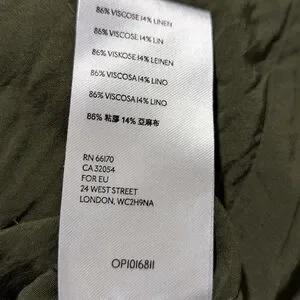 86% VISCOSE 14% LINEN
86% VISCOSE 14% LIN
86% VISKOSE 14% LEINEN
86% VISCOSA 14% LINO
86% VISCOSA 14% LINO
86% 粘膠 14% 亞麻布
RN 66170
CA 32054
FOR EU
24 WEST STREET
LONDON, WC2H9NA
OP1016811